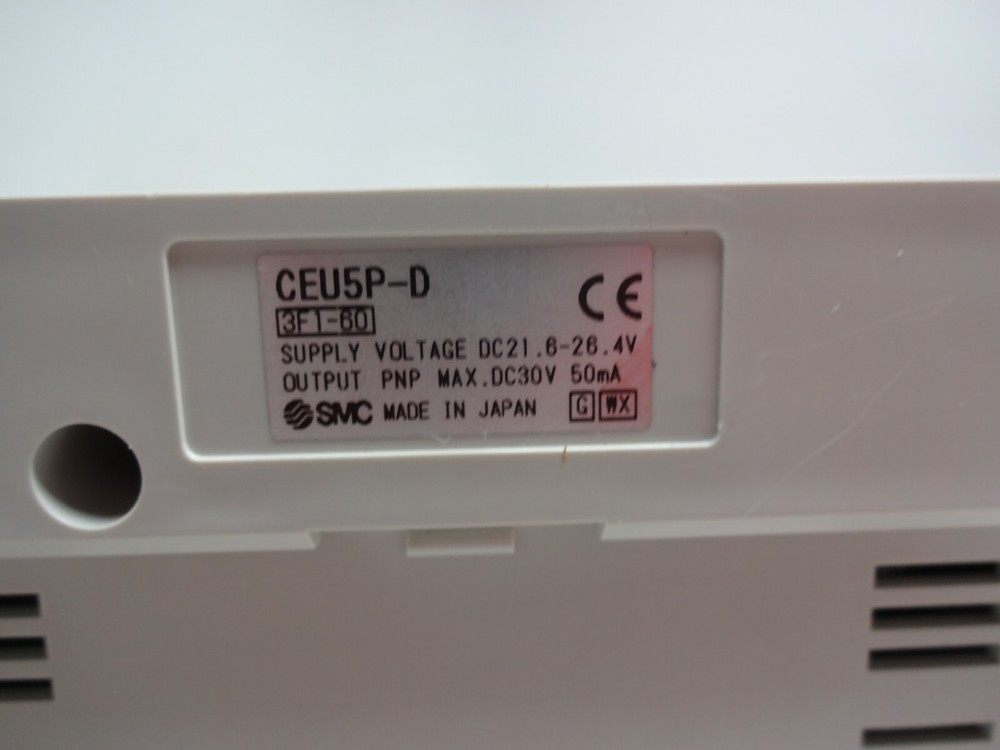 CEU5P-D
CE
3F1-60
SUPPLY VOLTAGE DC21.6-26.4V
OUTPUT PNP MAX.DC30V 50mA
SMC MADE IN JAPAN G WX